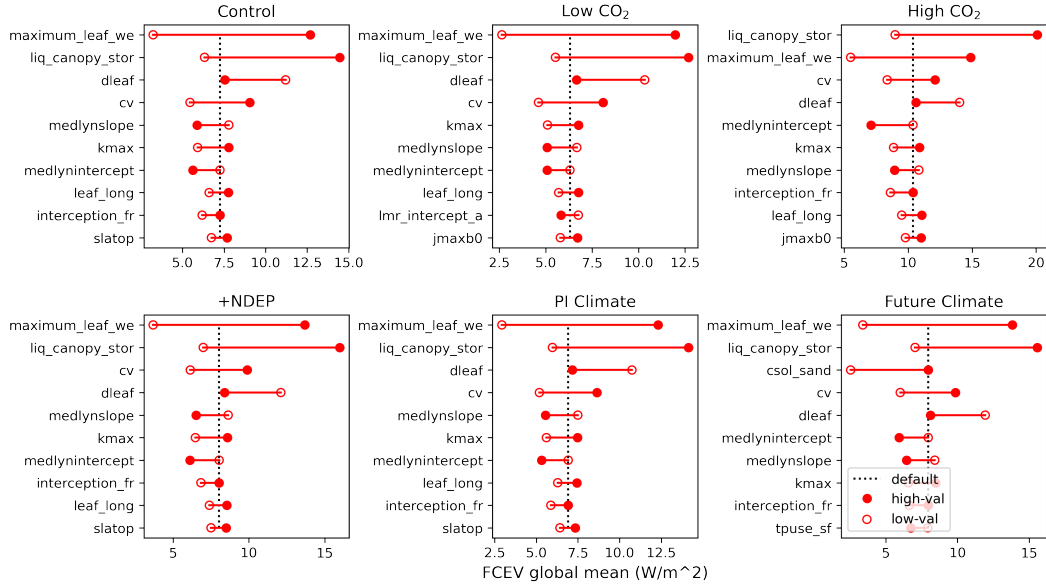 Control
maximum_leaf_we
liq_canopy_stor
dleaf
cv
medlynslope
kmax
medlynintercept
leaf_long
interception_fr
slatop
5.0 7.5 10.0 12.5 15.0
Low CO2
maximum_leaf_we
liq_canopy_stor
dleaf
cv
kmax
medlynslope
medlynintercept
leaf_long
lmr_intercept_a
jmaxb0
2.5 5.0 7.5 10.0 12.5
High CO2
liq_canopy_stor
maximum_leaf_we
cv
dleaf
medlynintercept
kmax
medlynslope
interception_fr
leaf_long
jmaxb0
5 10 15 20
+NDEP
maximum_leaf_we
liq_canopy_stor
cv
dleaf
medlynslope
kmax
medlynintercept
interception_fr
leaf_long
slatop
5 10 15
PI Climate
maximum_leaf_we
liq_canopy_stor
dleaf
cv
medlynslope
kmax
medlynintercept
leaf_long
interception_fr
slatop
2.5 5.0 7.5 10.0 12.5
FCEV global mean (W/m^2)
Future Climate
maximum_leaf_we
liq_canopy_stor
csol_sand
cv
dleaf
medlynintercept
medlynslope
kmax
interception_fr
tpuse_sf
default
high-val
low-val
5 10 15